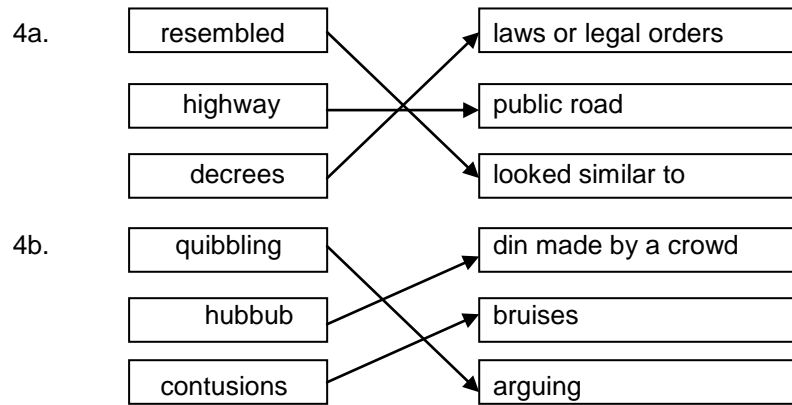 4a. resembled laws or legal orders
highway public road
decrees looked similar to
4b. quibbling din made by a crowd
hubbub bruises
contusions arguing